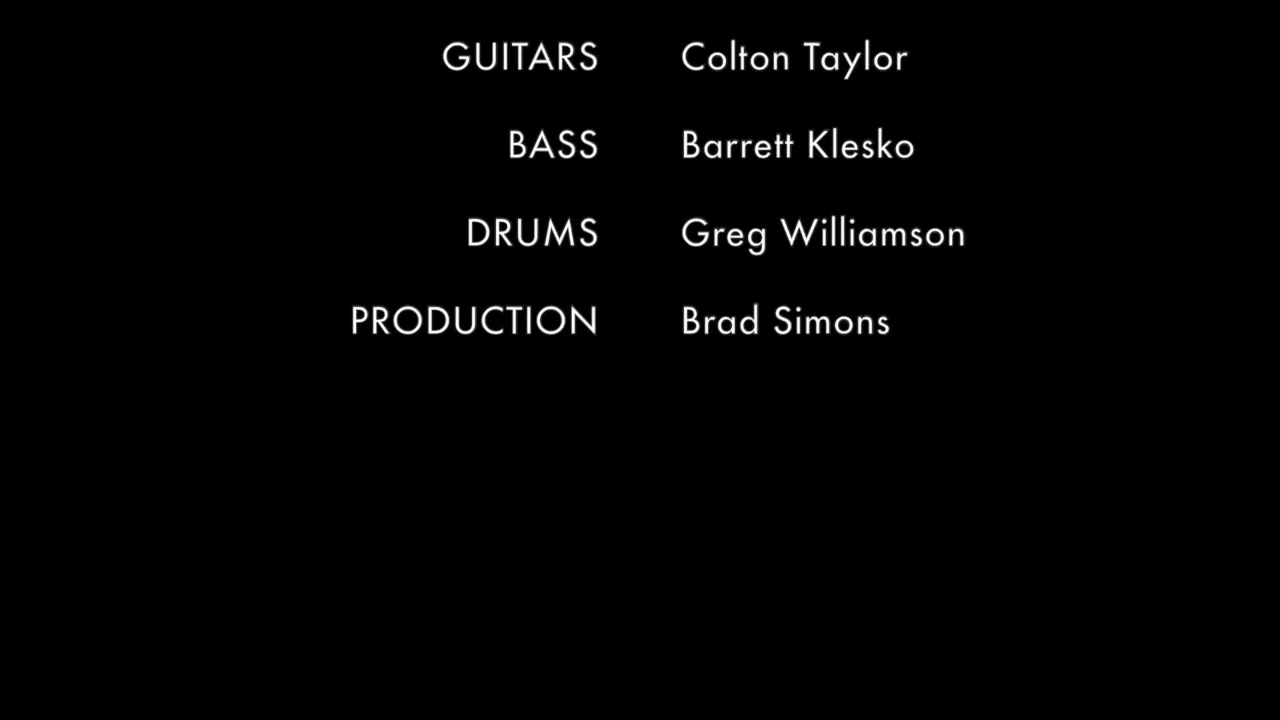 GUITARS Colton Taylor
BASS Barrett Klesko
DRUMS Greg Williamson
PRODUCTION Brad Simons